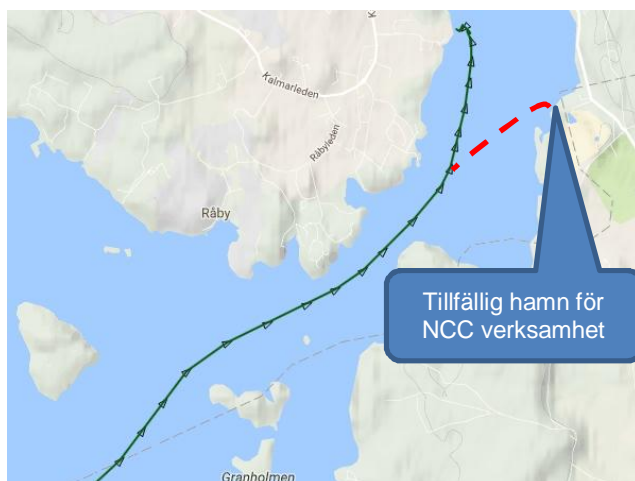 K
Kalmarleden
Råbyleden
Råby
Tillfällig hamn för
NCC verksamhet
Granholmen